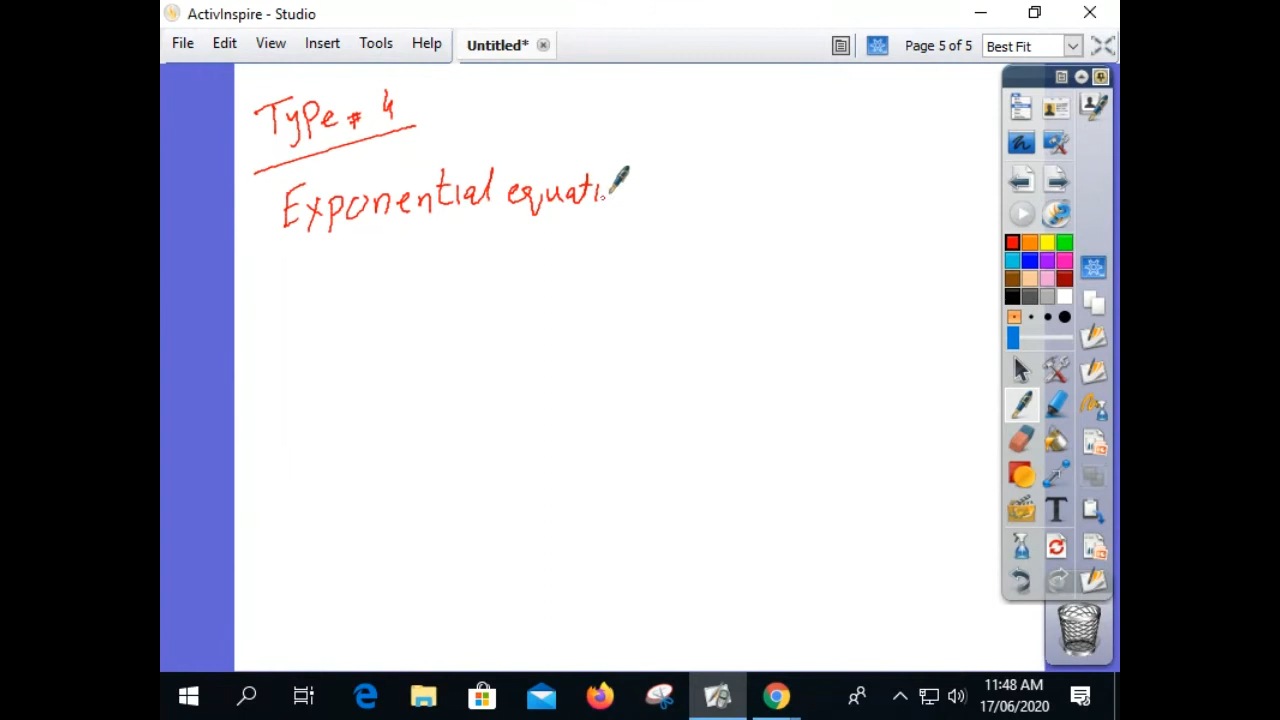 ActivInspire - Studio
File Edit View Insert Tools Help Untitled* Page 5 of 5 Best Fit
Type # 4
Exponential equati
11:48 AM
17/06/2020